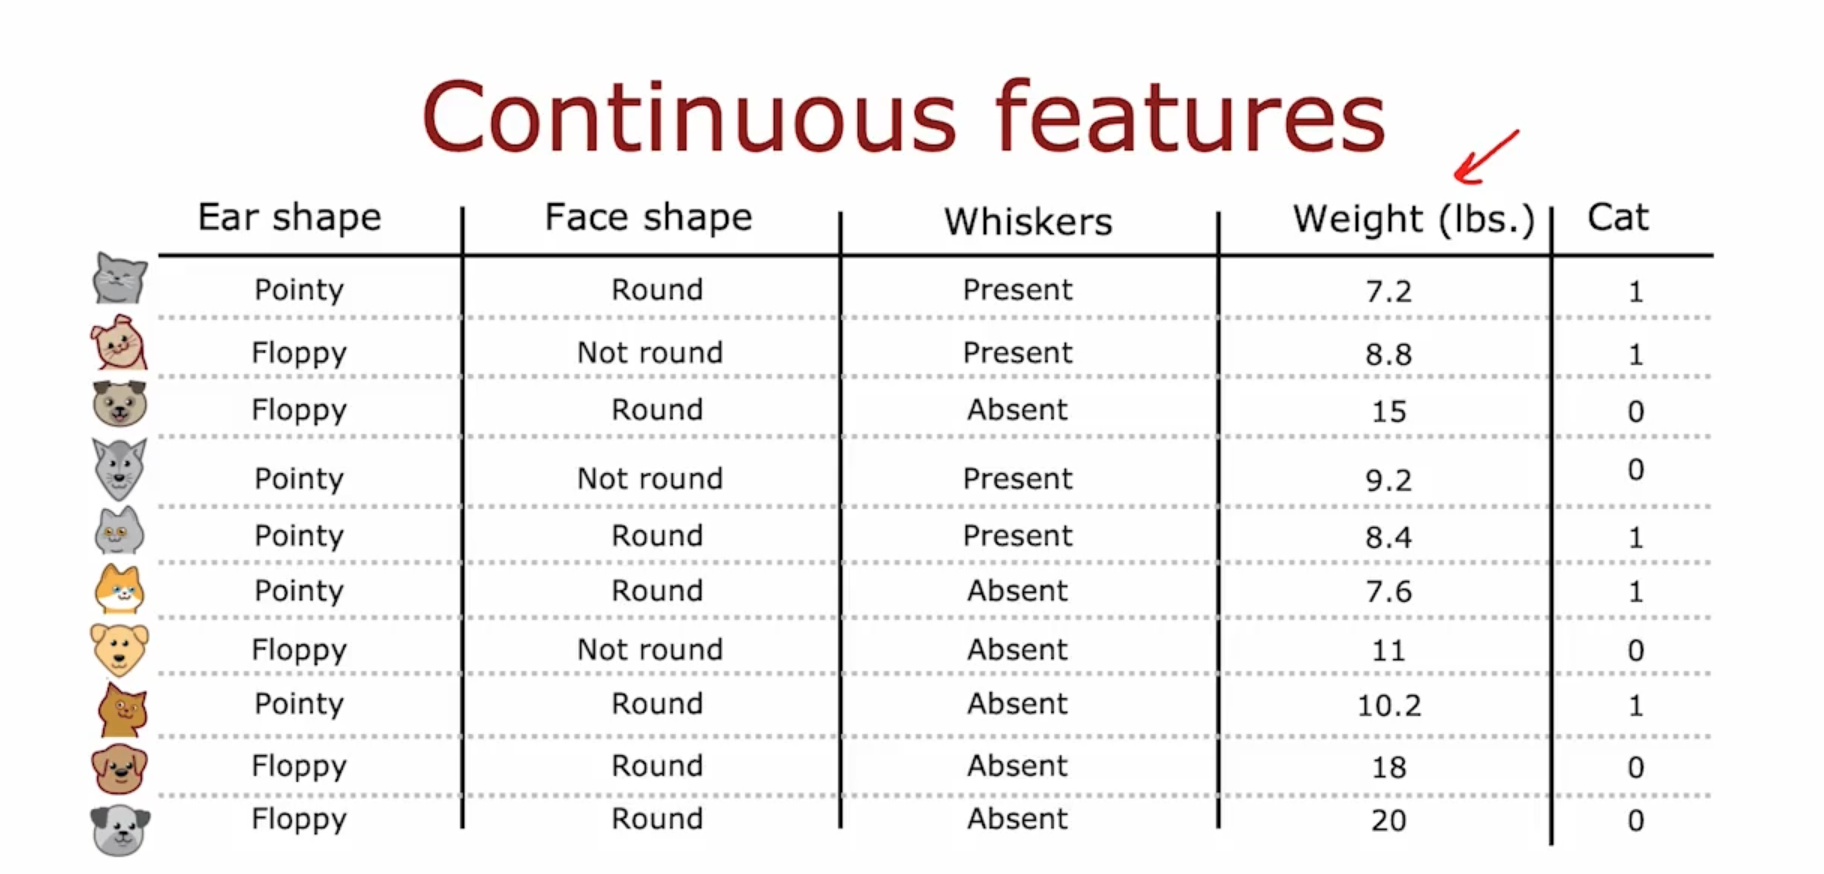 Continuous features
Ear shape Face shape Whiskers Weight (lbs.) Cat
Pointy Round Present 7.2 1
Floppy Not round Present 8.8 1
Floppy Round Absent 15 0
Pointy Not round Present 9.2 0
Pointy Round Present 8.4 1
Pointy Round Absent 7.6 1
Floppy Not round Absent 11 0
Pointy Round Absent 10.2 1
Floppy Round Absent 18 0
Floppy Round Absent 20 0